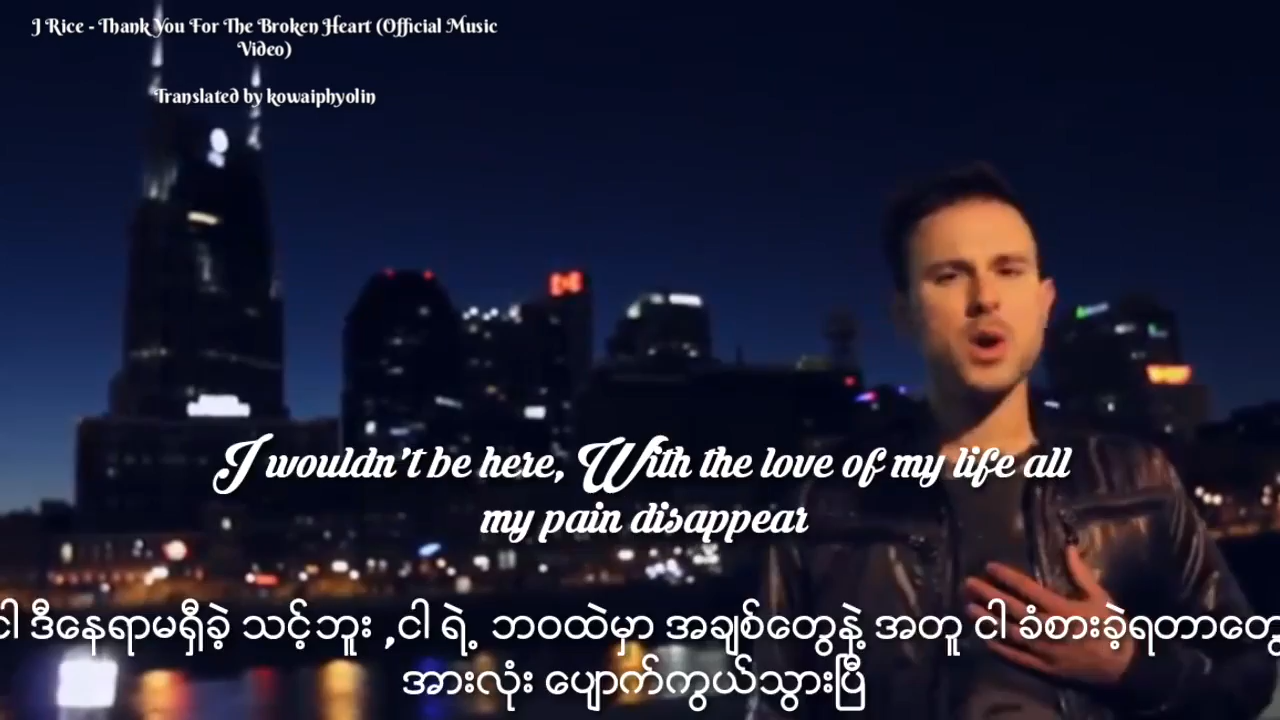 J Rice - Thank You For The Broken Heart (Official Music
Video)
Translated by kowaiphyolin
I wouldn't be here, With the love of my life all
my pain disappear
ငါ ဒီနေရာမရှိခဲ့ သင့်ဘူး ,ငါ ရဲ့ ဘဝထဲမှာ အချစ်တွေနဲ့ အတူ ငါ ခံစားခဲ့ရတာတွေ
အားလုံး ပျောက်ကွယ်သွားပြီ